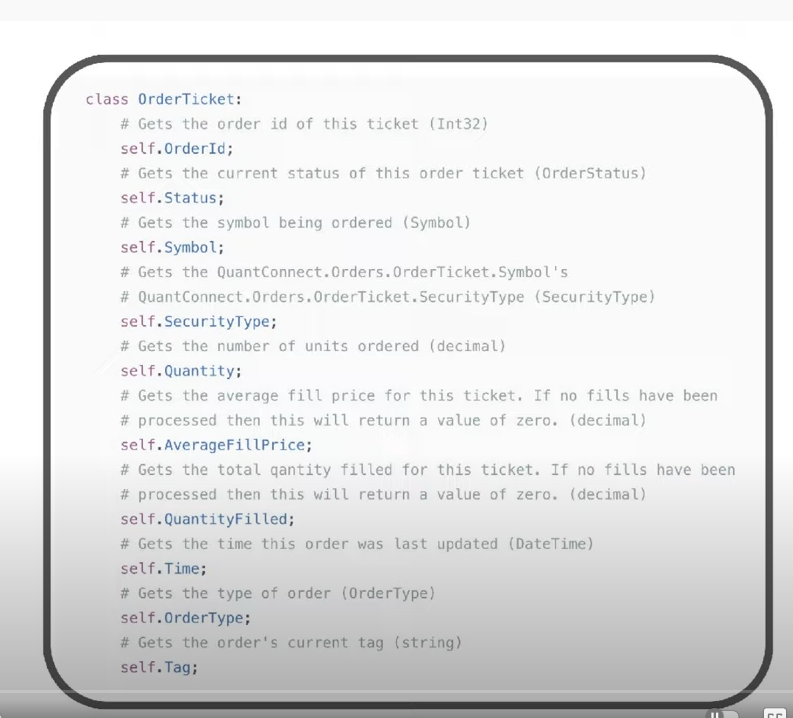 class OrderTicket:
# Gets the order id of this ticket (Int32)
self.OrderId;
# Gets the current status of this order ticket (OrderStatus)
self.Status;
# Gets the symbol being ordered (Symbol)
self.Symbol;
# Gets the QuantConnect.Orders.OrderTicket.Symbol's
# QuantConnect.Orders.OrderTicket.SecurityType (SecurityType)
self.SecurityType;
# Gets the number of units ordered (decimal)
self.Quantity;
# Gets the average fill price for this ticket. If no fills have been
# processed then this will return a value of zero. (decimal)
self.AverageFillPrice;
# Gets the total qantity filled for this ticket. If no fills have been
# processed then this will return a value of zero. (decimal)
self.QuantityFilled;
# Gets the time this order was last updated (DateTime)
self.Time;
# Gets the type of order (OrderType)
self.OrderType;
# Gets the order's current tag (string)
self.Tag;